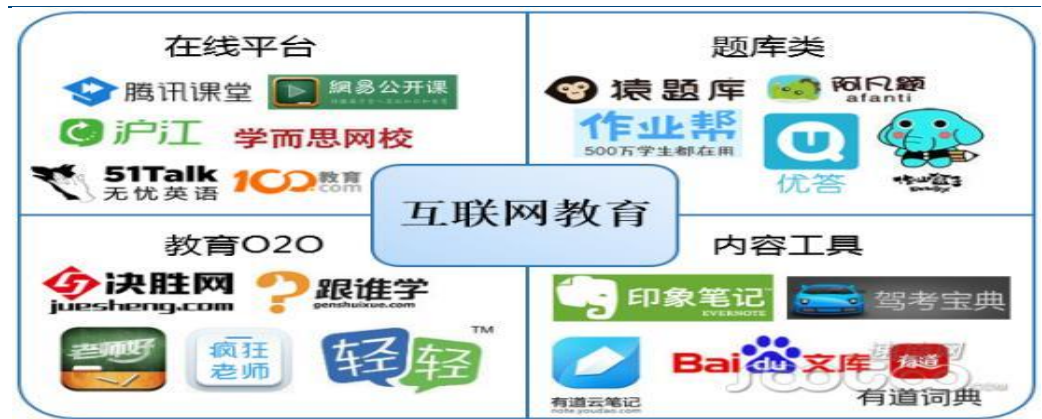 在线平台
腾讯课堂
網易公开课
沪江
学而思网校
51Talk
无忧英语
100教育
.com
题库类
猿题库
阿凡题
afanti
作业帮
500万学生都在用
U
优答
互联网教育
教育O2O
决胜网
juesheng.com
?跟谁学
genshuixue.com
老师好
疯狂
老师
轻轻
TM
内容工具
印象笔记
EVERNOTE
驾考宝典
有道云笔记
note.youdao.com
Bai du 文库
有道
有道词典